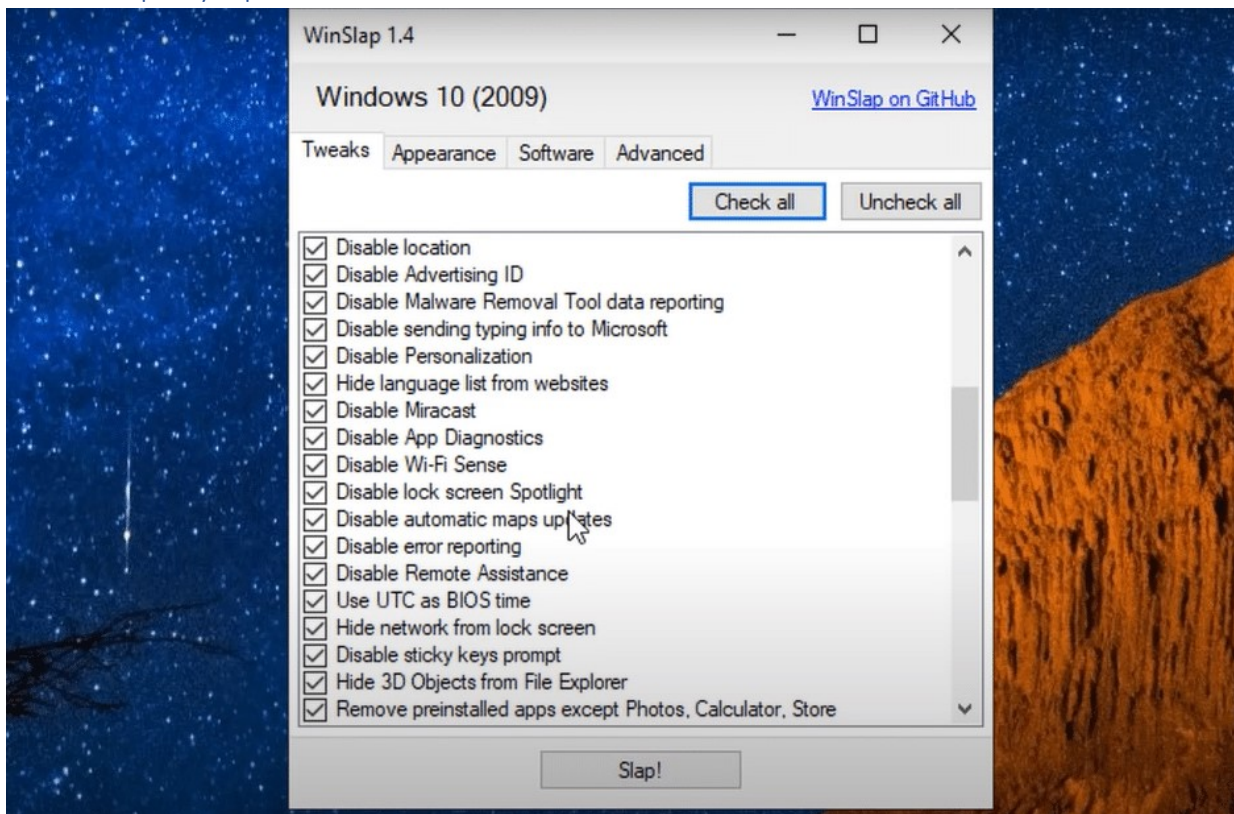 WinSlap 1.4
Windows 10 (2009)
WinSlap on GitHub
Tweaks Appearance Software Advanced
Check all Uncheck all
Disable location
Disable Advertising ID
Disable Malware Removal Tool data reporting
Disable sending typing info to Microsoft
Disable Personalization
Hide language list from websites
Disable Miracast
Disable App Diagnostics
Disable Wi-Fi Sense
Disable lock screen Spotlight
Disable automatic maps updates
Disable error reporting
Disable Remote Assistance
Use UTC as BIOS time
Hide network from lock screen
Disable sticky keys prompt
Hide 3D Objects from File Explorer
Remove preinstalled apps except Photos, Calculator, Store
Slap!